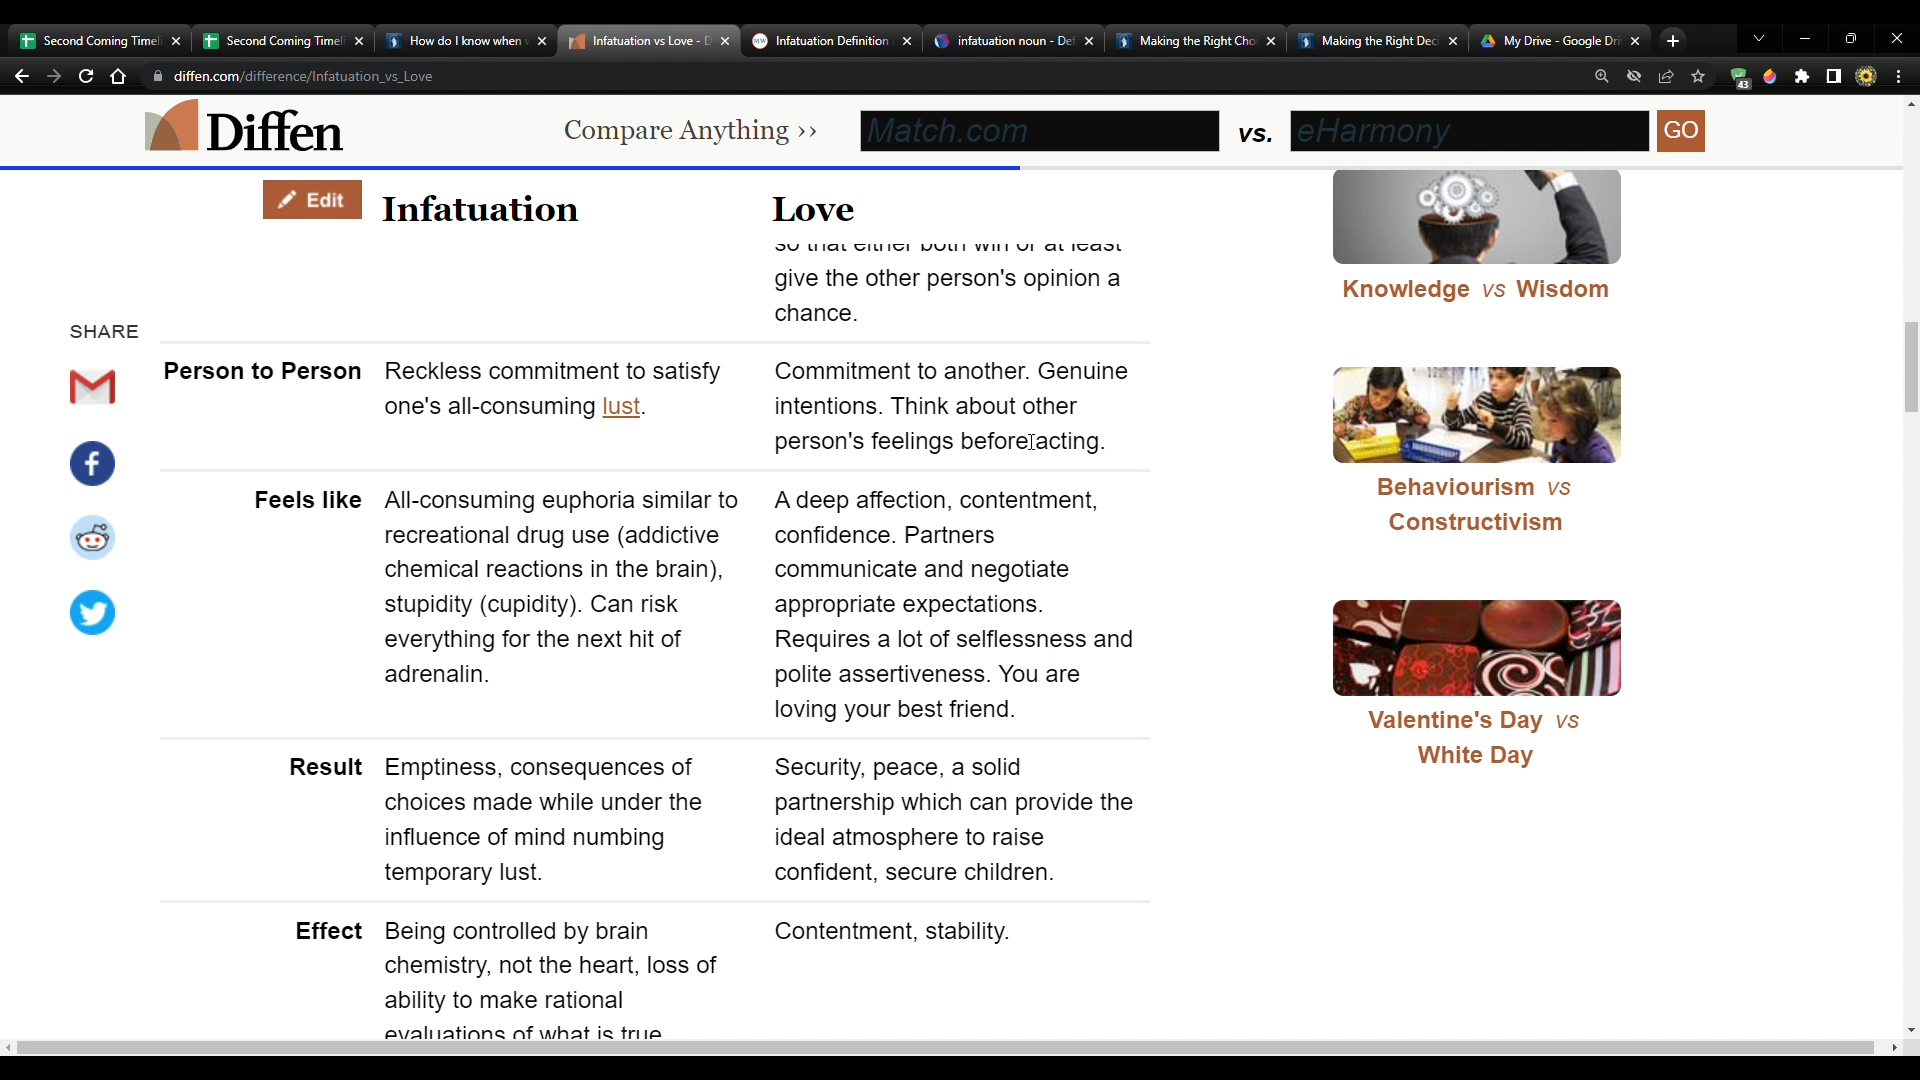 Second Coming Timel
Second Coming Timel
How do I know when
Infatuation vs Love - D
Infatuation Definition
infatuation noun - Def
Making the Right Cho
Making the Right Dec
My Drive - Google Dri
diffen.com/difference/Infatuation_vs_Love
43
Diffen
Compare Anything ››
Match.com
vs.
eHarmony
GO
Edit
Infatuation
Love
give the other person's opinion a
chance.
SHARE
Person to Person
Reckless commitment to satisfy
one's all-consuming lust.
Commitment to another. Genuine
intentions. Think about other
person's feelings before acting.
Feels like
All-consuming euphoria similar to
recreational drug use (addictive
chemical reactions in the brain),
stupidity (cupidity). Can risk
everything for the next hit of
adrenalin.
A deep affection, contentment,
confidence. Partners
communicate and negotiate
appropriate expectations.
Requires a lot of selflessness and
polite assertiveness. You are
loving your best friend.
Result
Emptiness, consequences of
choices made while under the
influence of mind numbing
temporary lust.
Security, peace, a solid
partnership which can provide the
ideal atmosphere to raise
confident, secure children.
Effect
Being controlled by brain
chemistry, not the heart, loss of
ability to make rational
evaluations of what is true
Contentment, stability.
Knowledge vs Wisdom
Behaviourism vs
Constructivism
Valentine's Day vs
White Day